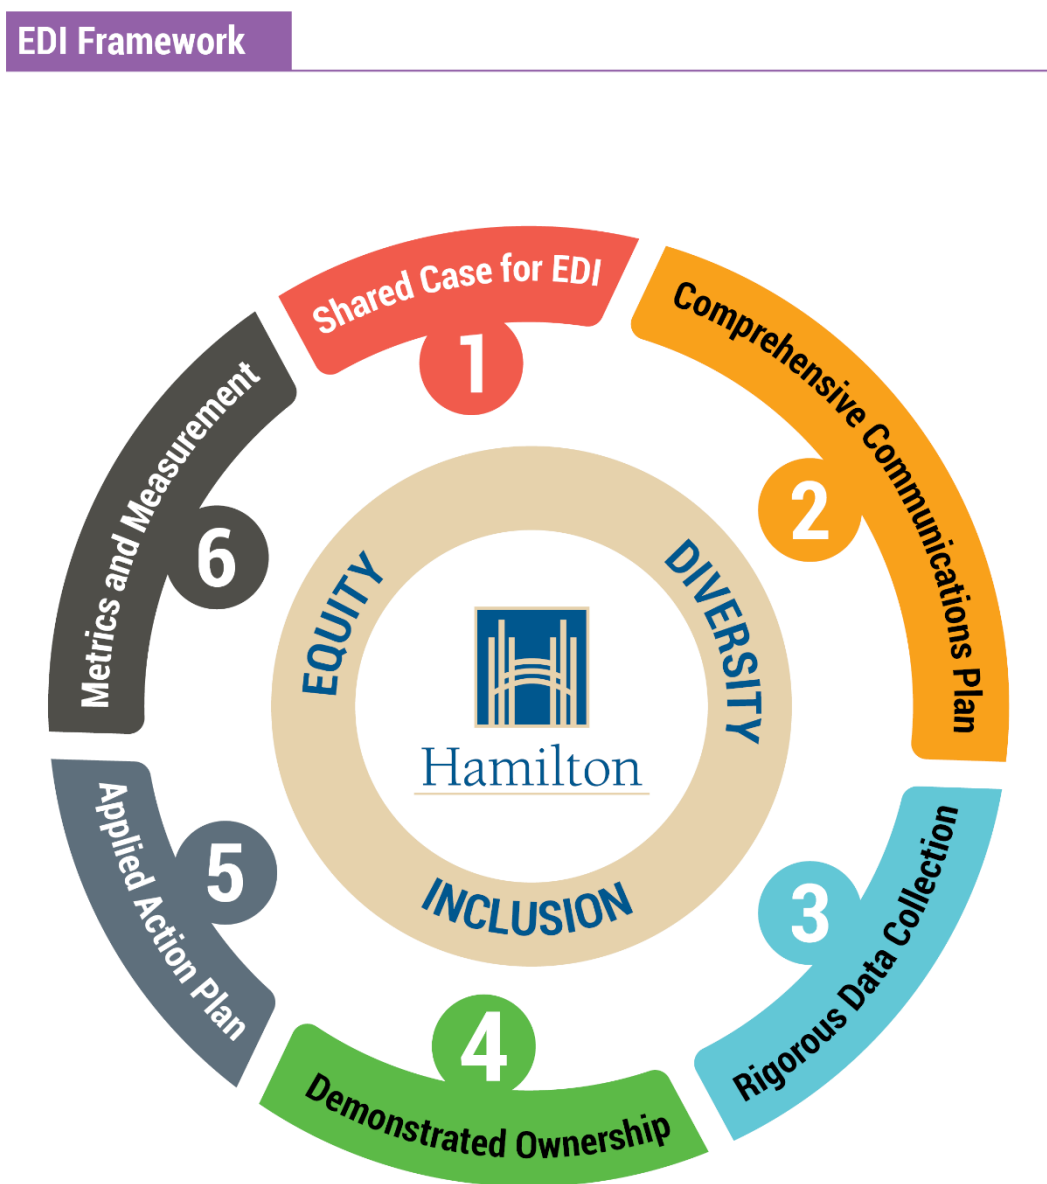 EDI Framework
Shared Case for EDI
1
Comprehensive Communications Plan
2
Rigorous Data Collection
3
Demonstrated Ownership
4
Applied Action Plan
5
Metrics and Measurement
6
EQUITY
DIVERSITY
INCLUSION
Hamilton